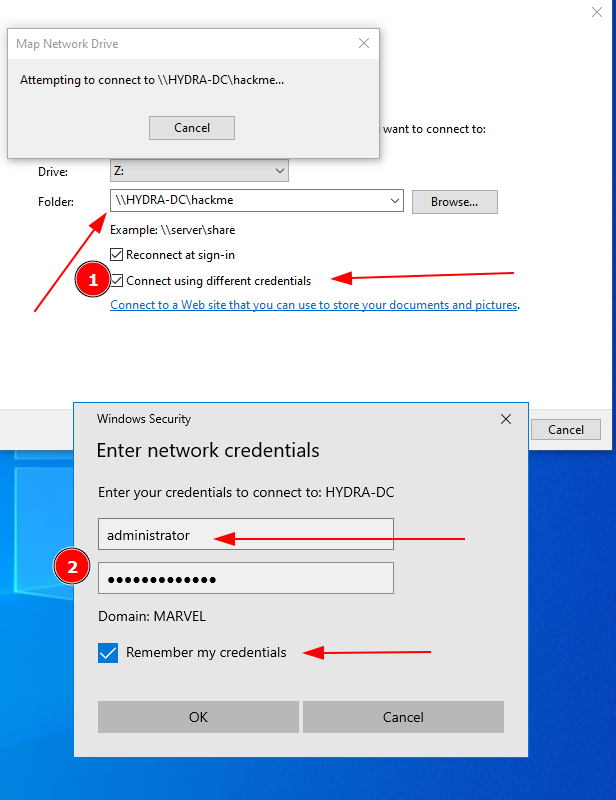 Map Network Drive
Attempting to connect to \\HYDRA-DC\hackme...
Cancel
want to connect to:
Drive: Z:
Folder: \\HYDRA-DC\hackme Browse...
Example: \\server\share
Reconnect at sign-in
1 Connect using different credentials
Connect to a Web site that you can use to store your documents and pictures.
Cancel
Windows Security
Enter network credentials
Enter your credentials to connect to: HYDRA-DC
administrator
2 ●●●●●●●●●●●●●
Domain: MARVEL
Remember my credentials
OK Cancel